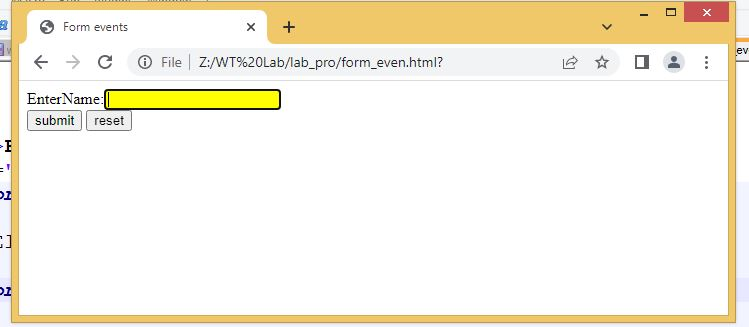 Form events
File
Z:/WT%20Lab/lab_pro/form_even.html?
EnterName:
submit reset